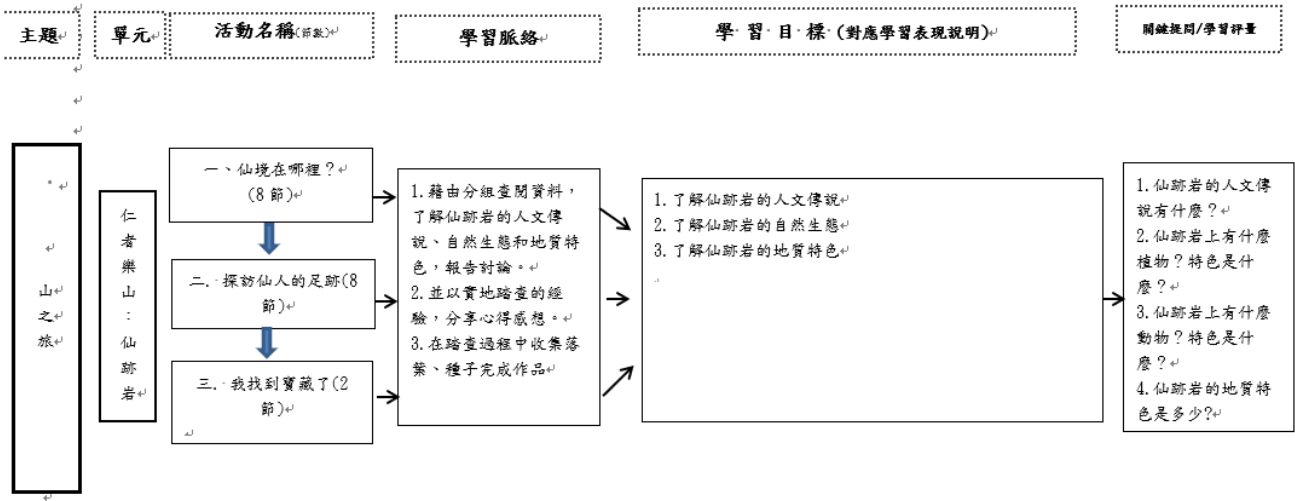 主題
單元
活動名稱(節數)
學習脈絡
學 習 目 標 (對應學習表現說明)
關鍵提問/學習評量
山
之
旅
仁
者
樂
山
:
仙
跡
岩
一、仙境在哪裡?
(8 節)
二.探訪仙人的足跡(8
節)
三. 我找到寶藏了(2
節)
1.藉由分組查閱資料,
了解仙跡岩的人文傳
說、自然生態和地質特
色,報告討論。
2.並以實地踏查的經
驗,分享心得感想。
3.在踏查過程中收集落
葉、種子完成作品
1.了解仙跡岩的人文傳說
2.了解仙跡岩的自然生態
3.了解仙跡岩的地質特色
1.仙跡岩的人文傳
說有什麼?
2.仙跡岩上有什麼
植物?特色是什
麼?
3.仙跡岩上有什麼
動物?特色是什
麼?
4.仙跡岩的地質特
色是多少?